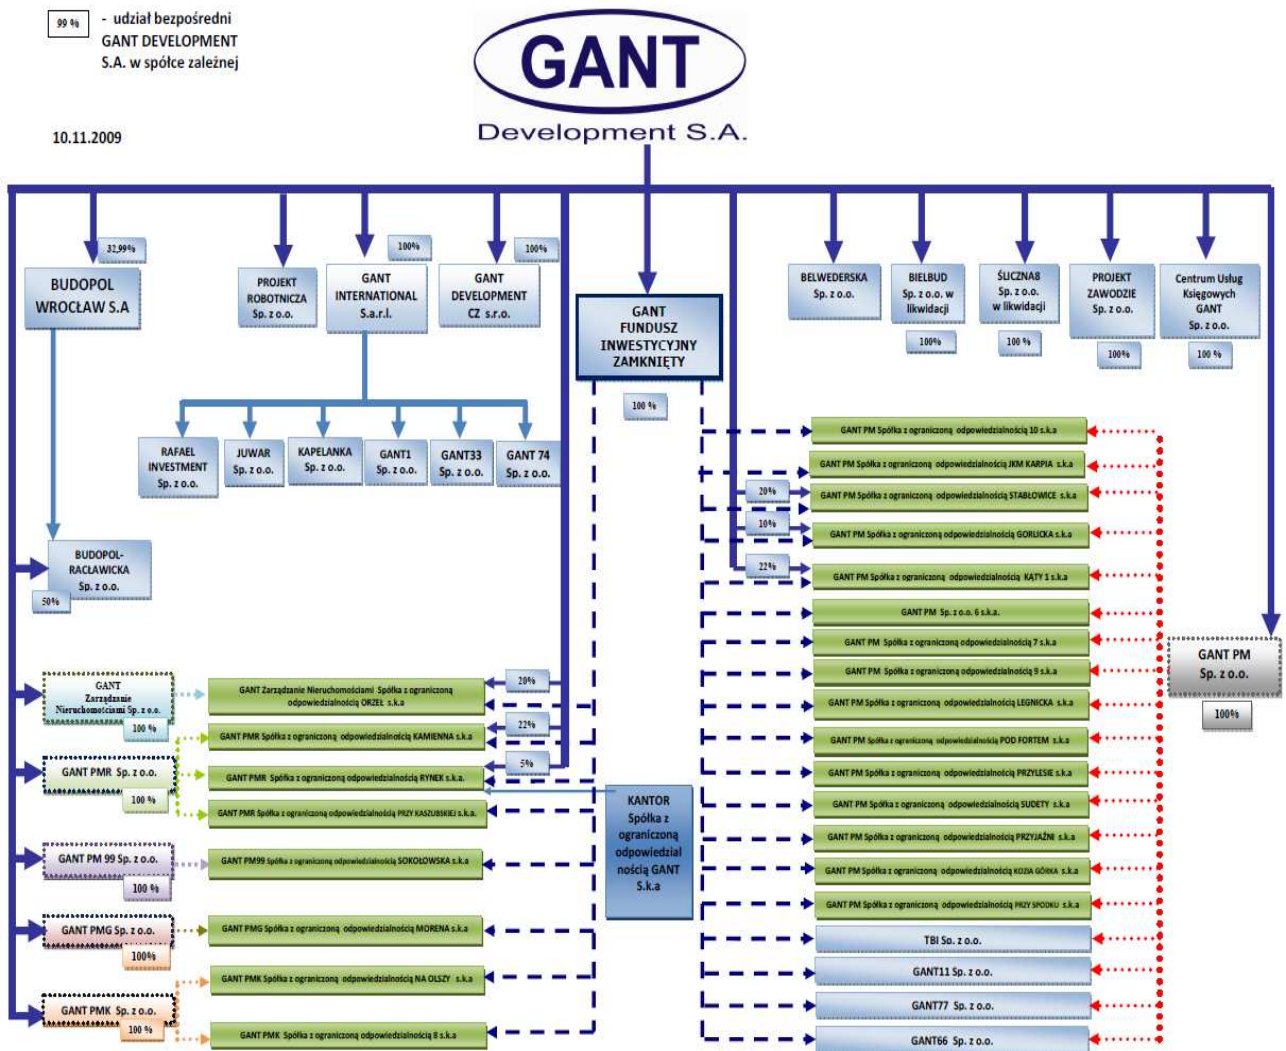 99 %
- udział bezpośredni
GANT DEVELOPMENT
S.A. w spółce zależnej
10.11.2009
GANT
Development S.A.
32,99%
BUDOPOL
WROCŁAW S.A
PROJEKT
ROBOTNICZA
Sp. z o.o.
100%
GANT
INTERNATIONAL
S.a.r.l.
100%
GANT
DEVELOPMENT
CZ s.r.o.
GANT
FUNDUSZ
INWESTYCYJNY
ZAMKNIĘTY
100 %
BELWEDERSKA
Sp. z o.o.
BIELBUD
Sp. z o.o. w
likwidacji
100%
ŚLICZNA8
Sp. z o.o.
w likwidacji
100 %
PROJEKT
ZAWODZIE
Sp. z o.o.
100%
Centrum Usług
Księgowych
GANT
Sp. z o.o.
100 %
RAFAEL
INVESTMENT
Sp. z o.o.
JUWAR
Sp. z o.o.
KAPELANKA
Sp. z o.o.
GANT1
Sp. z o.o.
GANT33
Sp. z o.o.
GANT 74
Sp. z o.o.
BUDOPOL-
RACŁAWICKA
Sp. z o.o.
50%
GANT
Zarządzanie
Nieruchomościami Sp. z o.o.
100 %
GANT PMR Sp. z o.o.
100 %
GANT PM 99 Sp. z o.o.
100 %
GANT PMG Sp. z o.o.
100%
GANT PMK Sp. z o.o.
100 %
GANT Zarządzanie Nieruchomościami Spółka z ograniczoną
odpowiedzialnością ORZEŁ s.k.a
20%
GANT PMR Spółka z ograniczoną odpowiedzialnością KAMIENNA s.k.a
22%
GANT PMR Spółka z ograniczoną odpowiedzialnością RYNEK s.k.a.
5%
GANT PMR Spółka z ograniczoną odpowiedzialnością PRZY KASZUBSKIEJ s.k.a.
GANT PM99 Spółka z ograniczoną odpowiedzialnością SOKOŁOWSKA s.k.a
GANT PMG Spółka z ograniczoną odpowiedzialnością MORENA s.k.a
GANT PMK Spółka z ograniczoną odpowiedzialnością NA OLSZY s.k.a
GANT PMK Spółka z ograniczoną odpowiedzialnością 8 s.k.a
KANTOR
Spółka z
ograniczoną
odpowiedzial
nością GANT
S.k.a
GANT PM Spółka z ograniczoną odpowiedzialnością 10 s.k.a
GANT PM Spółka z ograniczoną odpowiedzialnością JKM KARPIA s.k.a
20%
GANT PM Spółka z ograniczoną odpowiedzialnością STABŁOWICE s.k.a
10%
GANT PM Spółka z ograniczoną odpowiedzialnością GORLICKA s.k.a
22%
GANT PM Spółka z ograniczoną odpowiedzialnością KĄTY 1 s.k.a
GANT PM Sp. z o.o. 6 s.k.a.
GANT PM Spółka z ograniczoną odpowiedzialnością 7 s.k.a
GANT PM Spółka z ograniczoną odpowiedzialnością 9 s.k.a
GANT PM Spółka z ograniczoną odpowiedzialnością LEGNICKA s.k.a
GANT PM Spółka z ograniczoną odpowiedzialnością POD FORTEM s.k.a
GANT PM Spółka z ograniczoną odpowiedzialnością PRZYLESIE s.k.a
GANT PM Spółka z ograniczoną odpowiedzialnością SUDETY s.k.a
GANT PM Spółka z ograniczoną odpowiedzialnością PRZYJAŹNI s.k.a
GANT PM Spółka z ograniczoną odpowiedzialnością KOZIA GÓRKA s.k.a
GANT PM Spółka z ograniczoną odpowiedzialnością PRZY SPODKU s.k.a
TBI Sp. z o.o.
GANT11 Sp. z o.o.
GANT77 Sp. z o.o.
GANT66 Sp. z o.o.
GANT PM
Sp. z o.o.
100%